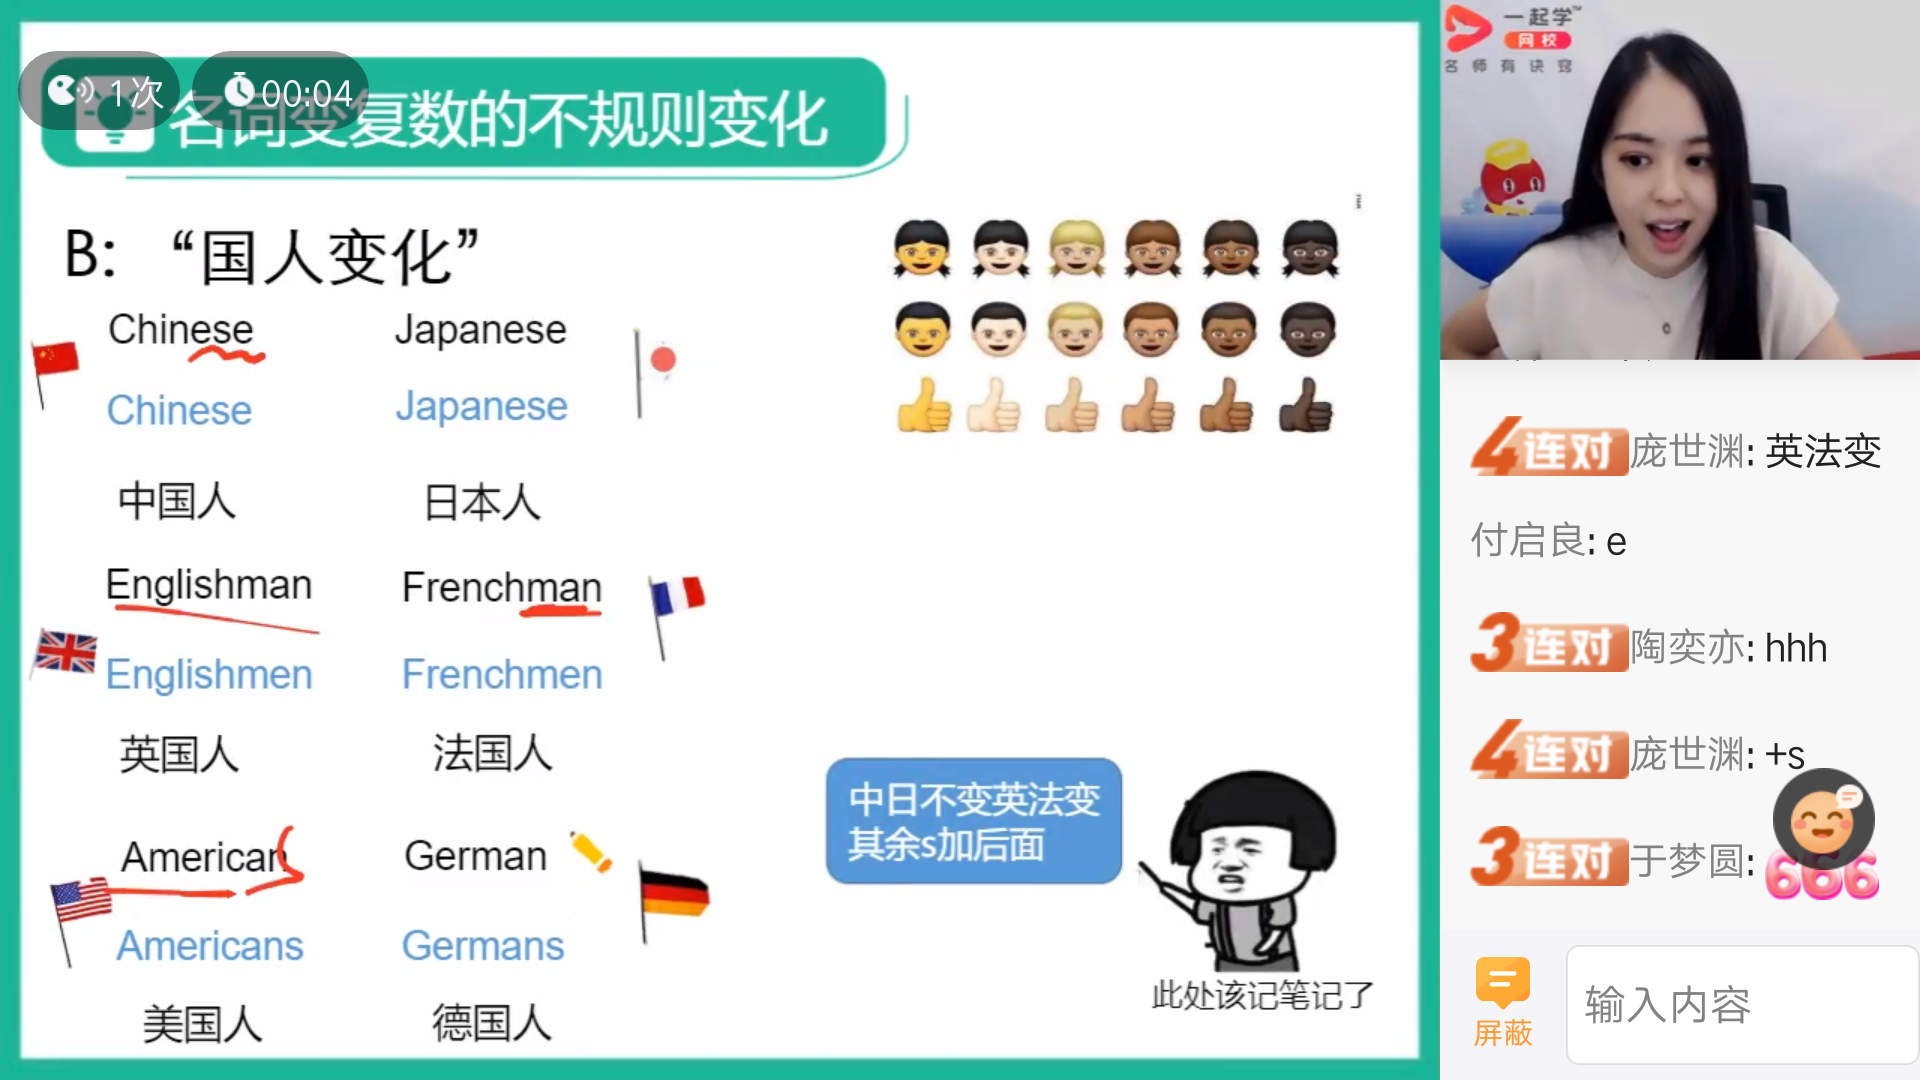 1次
00:04
名词变复数的不规则变化
B: “国人变化”
Chinese
Japanese
Chinese
Japanese
中国人
日本人
Englishman
Frenchman
Englishmen
Frenchmen
英国人
法国人
American
German
Americans
Germans
美国人
德国人
中日不变英法变
其余s加后面
此处该记笔记了
一起学
网校
名师有诀窍
4连对 庞世渊: 英法变
付启良: e
3连对 陶奕亦: hhh
4连对 庞世渊: +s
3连对 于梦圆: 666
屏蔽
输入内容